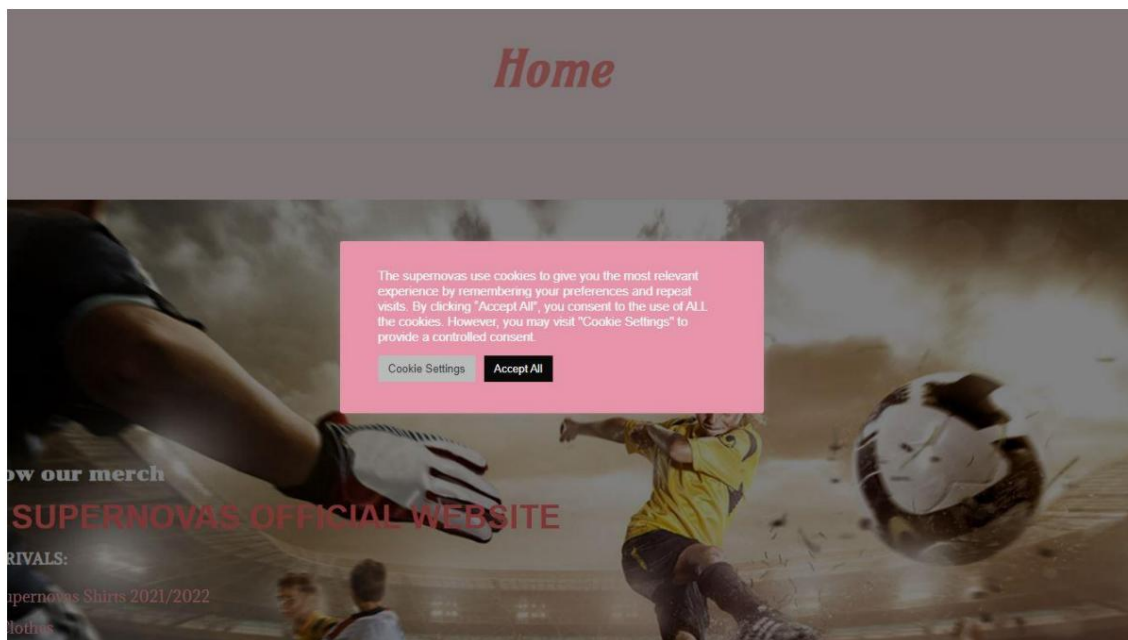 Home
The supernovas use cookies to give you the most relevant
experience by remembering your preferences and repeat
visits. By clicking "Accept All", you consent to the use of ALL
the cookies. However, you may visit "Cookie Settings" to
provide a controlled consent.
Cookie Settings Accept All
ow our merch
SUPERNOVAS OFFICIAL WEBSITE
RIVALS:
upernovas Shirts 2021/2022
Clothes